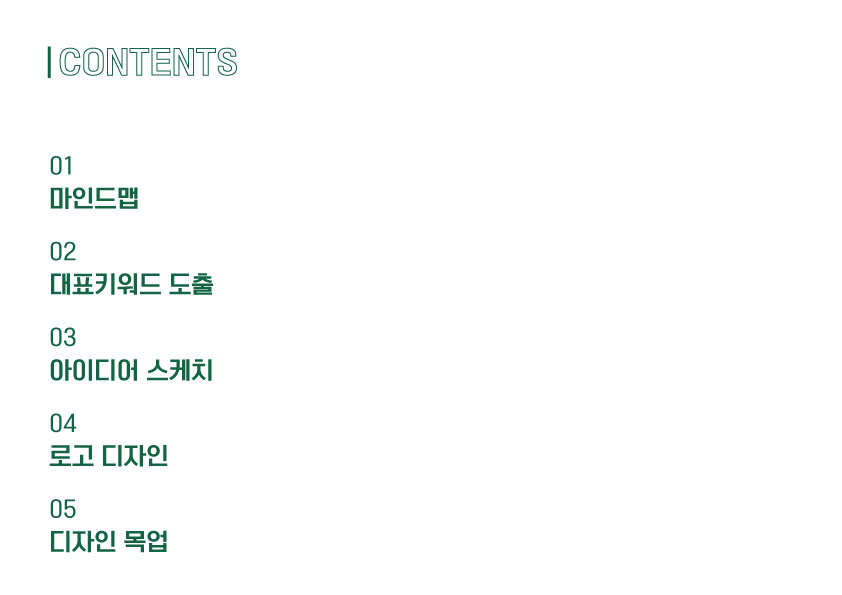 CONTENTS
01
마인드맵
02
대표키워드 도출
03
아이디어 스케치
04
로고 디자인
05
디자인 목업